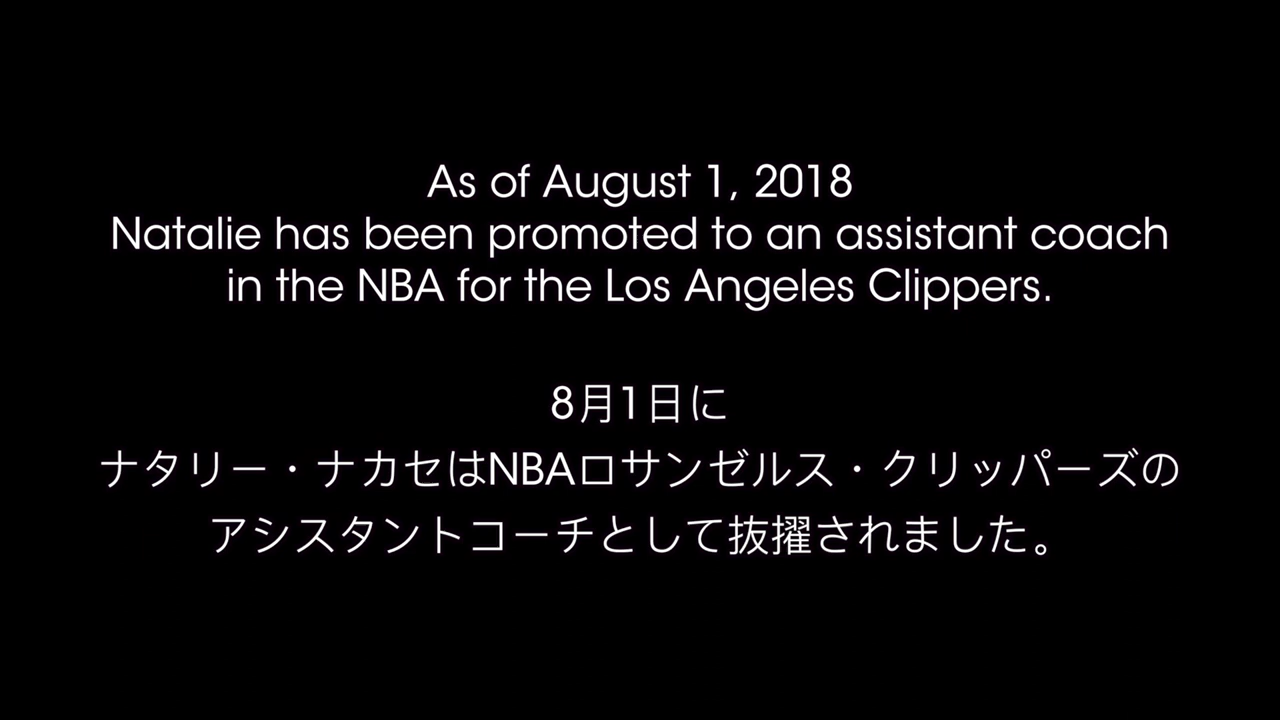 As of August 1, 2018
Natalie has been promoted to an assistant coach
in the NBA for the Los Angeles Clippers.
8月1日に
ナタリー・ナカセはNBAロサンゼルス・クリッパーズの
アシスタントコーチとして抜擢されました。